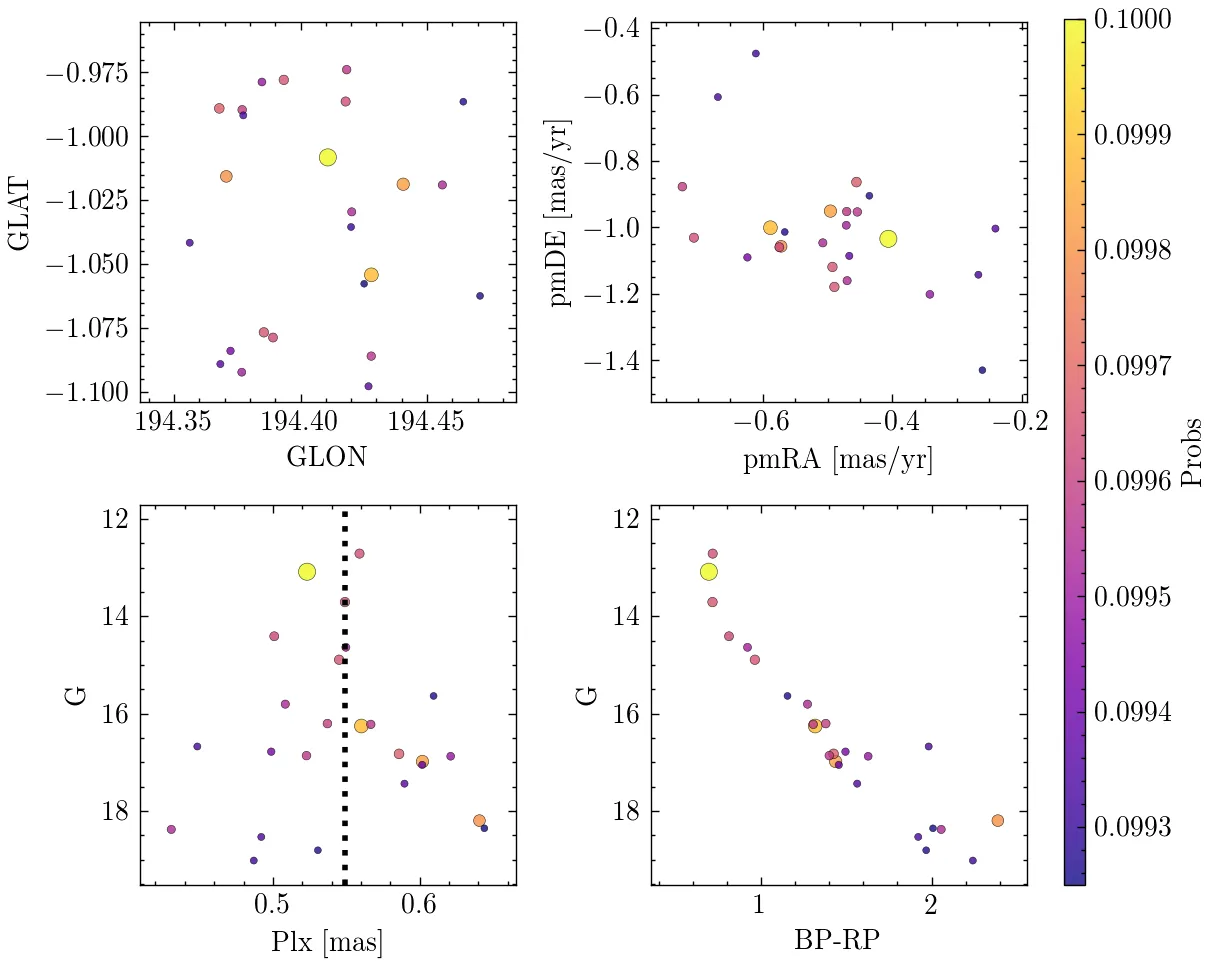 −0.975
−1.000
−1.025
−1.050
−1.075
−1.100
GLAT
194.35 194.40 194.45
GLON
−0.4
−0.6
−0.8
−1.0
−1.2
−1.4
pmDE [mas/yr]
−0.6 −0.4 −0.2
pmRA [mas/yr]
12
14
16
18
G
0.5 0.6
Plx [mas]
12
14
16
18
G
1 2
BP-RP
0.1000
0.0999
0.0998
0.0997
0.0996
0.0995
0.0994
0.0993
Probs